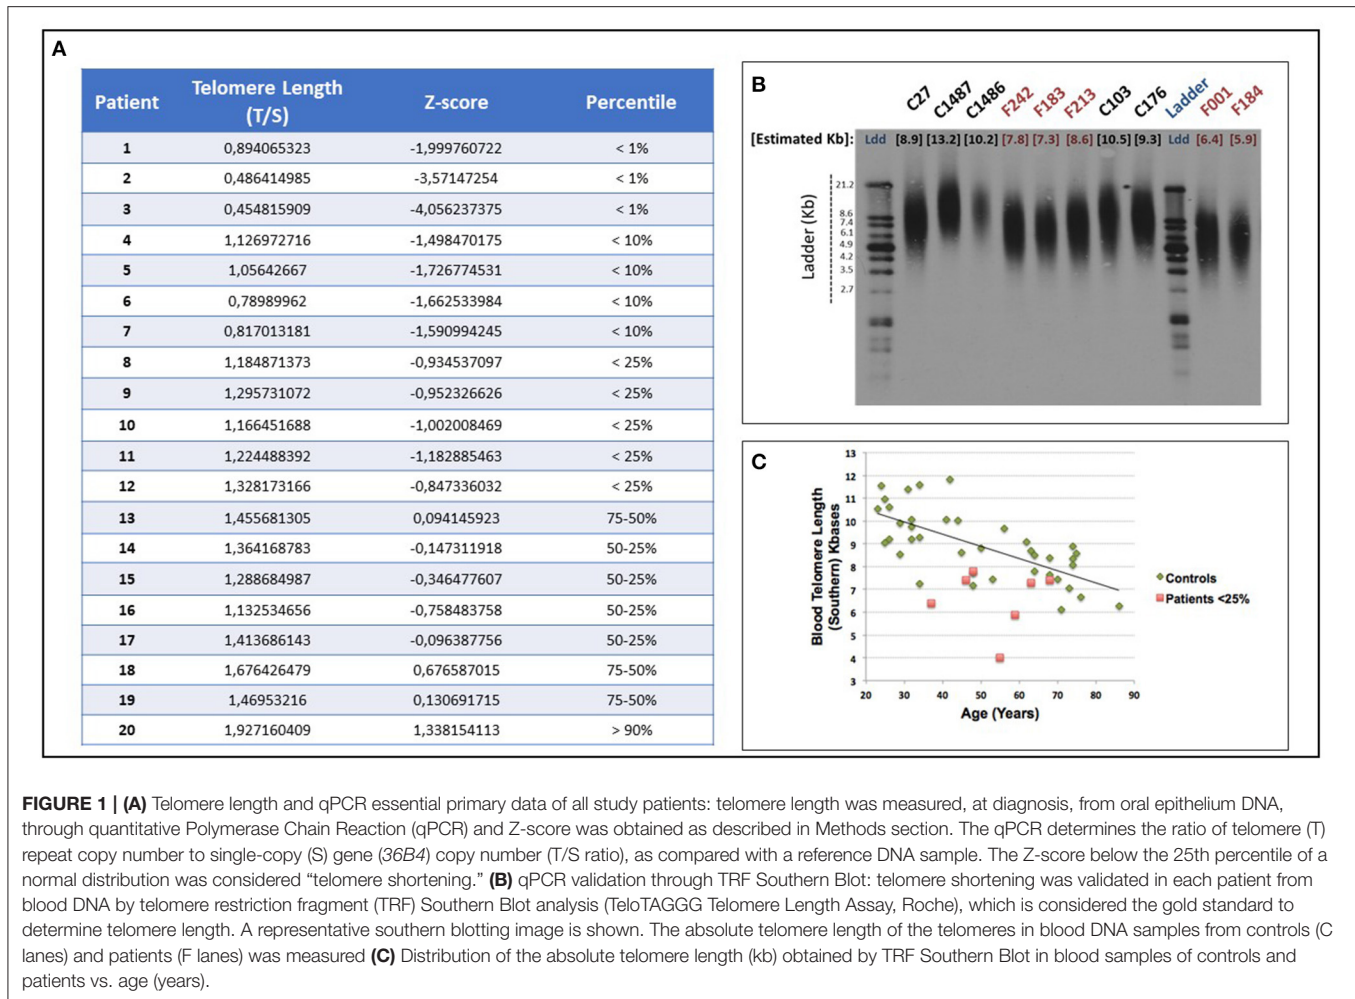 A
Patient Telomere Length (T/S) Z-score Percentile
1 0,894065323 -1,999760722 < 1%
2 0,486414985 -3,57147254 < 1%
3 0,454815909 -4,056237375 < 1%
4 1,126972716 -1,498470175 < 10%
5 1,05642667 -1,726774531 < 10%
6 0,78989962 -1,662533984 < 10%
7 0,817013181 -1,590994245 < 10%
8 1,184871373 -0,934537097 < 25%
9 1,295731072 -0,952326626 < 25%
10 1,166451688 -1,002008469 < 25%
11 1,224488392 -1,182885463 < 25%
12 1,328173166 -0,847336032 < 25%
13 1,455681305 0,094145923 75-50%
14 1,364168783 -0,147311918 50-25%
15 1,288684987 -0,346477607 50-25%
16 1,132534656 -0,758483758 50-25%
17 1,413686143 -0,096387756 50-25%
18 1,676426479 0,676587015 75-50%
19 1,46953216 0,130691715 75-50%
20 1,927160409 1,338154113 > 90%
B
C27 C1487 C1486 F242 F183 F213 C103 C176 Ladder F001 F184
[Estimated Kb]: Ldd [8.9] [13.2] [10.2] [7.8] [7.3] [8.6] [10.5] [9.3] Ldd [6.4] [5.9]
Ladder (Kb)
21.2
8.6
7.4
6.1
4.9
4.2
3.5
2.7
C
Blood Telomere Length
(Southern) Kbases
13
12
11
10
9
8
7
6
5
4
3
20 30 40 50 60 70 80 90
Age (Years)
Controls
Patients <25%
FIGURE 1 | (A) Telomere length and qPCR essential primary data of all study patients: telomere length was measured, at diagnosis, from oral epithelium DNA,
through quantitative Polymerase Chain Reaction (qPCR) and Z-score was obtained as described in Methods section. The qPCR determines the ratio of telomere (T)
repeat copy number to single-copy (S) gene (36B4) copy number (T/S ratio), as compared with a reference DNA sample. The Z-score below the 25th percentile of a
normal distribution was considered “telomere shortening.” (B) qPCR validation through TRF Southern Blot: telomere shortening was validated in each patient from
blood DNA by telomere restriction fragment (TRF) Southern Blot analysis (TeloTAGGG Telomere Length Assay, Roche), which is considered the gold standard to
determine telomere length. A representative southern blotting image is shown. The absolute telomere length of the telomeres in blood DNA samples from controls (C
lanes) and patients (F lanes) was measured (C) Distribution of the absolute telomere length (kb) obtained by TRF Southern Blot in blood samples of controls and
patients vs. age (years).